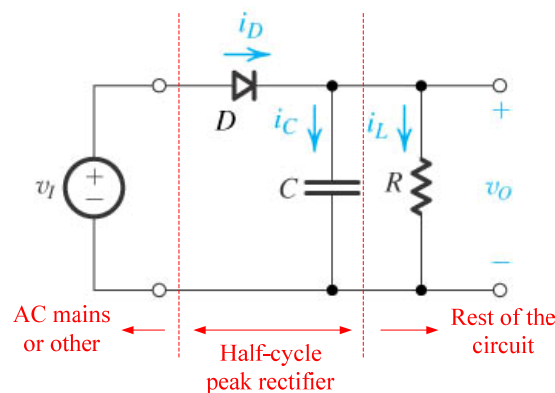 i_D
D
i_C
i_L
+
v_I
+
−
C
R
v_O
−
AC mains
or other
Half-cycle
peak rectifier
Rest of the
circuit